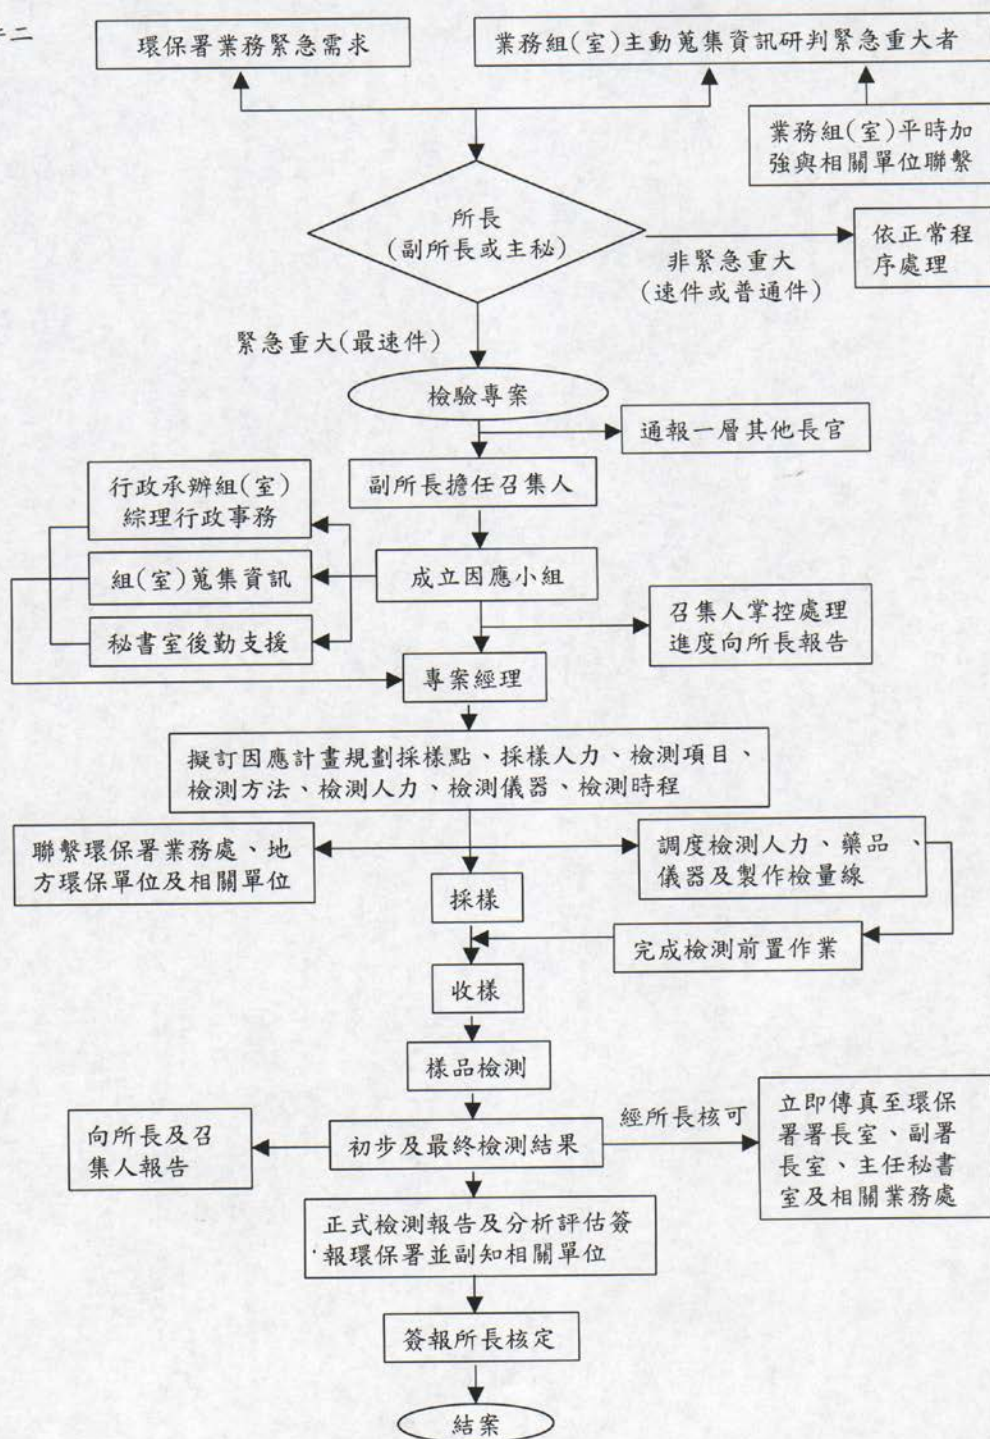 二
環保署業務緊急需求
業務組(室)主動蒐集資訊研判緊急重大者
業務組(室)平時加
強與相關單位聯繫
所長
(副所長或主秘)
依正常程
序處理
非緊急重大
(速件或普通件)
緊急重大(最速件)
檢驗專案
通報一層其他長官
行政承辦組(室)
綜理行政事務
副所長擔任召集人
組(室)蒐集資訊
成立因應小組
秘書室後勤支援
召集人掌控處理
進度向所長報告
專案經理
擬訂因應計畫規劃採樣點、採樣人力、檢測項目、
檢測方法、檢測人力、檢測儀器、檢測時程
聯繫環保署業務處、地
方環保單位及相關單位
調度檢測人力、藥品、
儀器及製作檢量線
採樣
完成檢測前置作業
收樣
樣品檢測
向所長及召
集人報告
初步及最終檢測結果
經所長核可
立即傳真至環保
署署長室、副署
長室、主任秘書
室及相關業務處
正式檢測報告及分析評估簽
報環保署並副知相關單位
簽報所長核定
結案